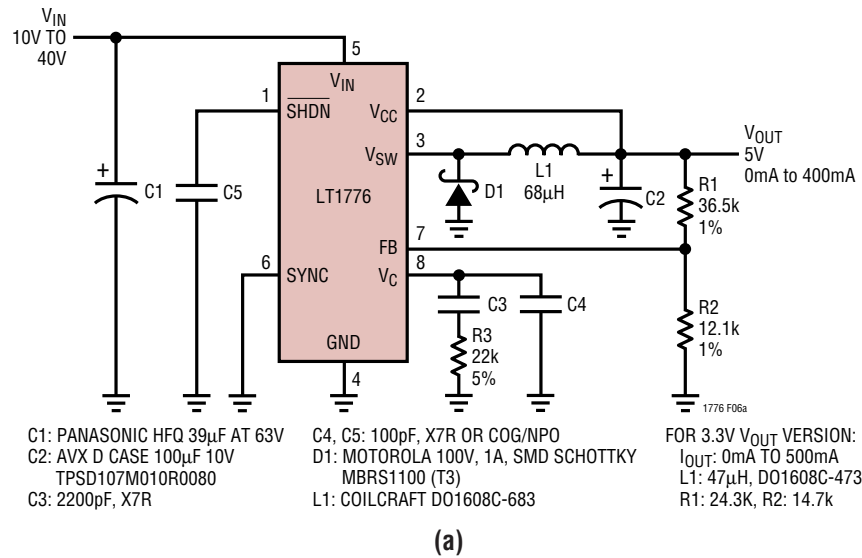 VIN
10V TO
40V
5
VIN
1
SHDN
VCC
2
3
VSW
VOUT
5V
0mA to 400mA
+
C1
C5
LT1776
D1
L1
68µH
+
C2
R1
36.5k
1%
7
FB
6
SYNC
8
VC
C3
C4
R3
22k
5%
R2
12.1k
1%
GND
4
1776 F06a
C1: PANASONIC HFQ 39µF AT 63V
C2: AVX D CASE 100µF 10V
TPSD107M010R0080
C3: 2200pF, X7R
C4, C5: 100pF, X7R OR COG/NPO
D1: MOTOROLA 100V, 1A, SMD SCHOTTKY
MBRS1100 (T3)
L1: COILCRAFT DO1608C-683
FOR 3.3V VOUT VERSION:
IOUT: 0mA TO 500mA
L1: 47µH, DO1608C-473
R1: 24.3K, R2: 14.7k
(a)